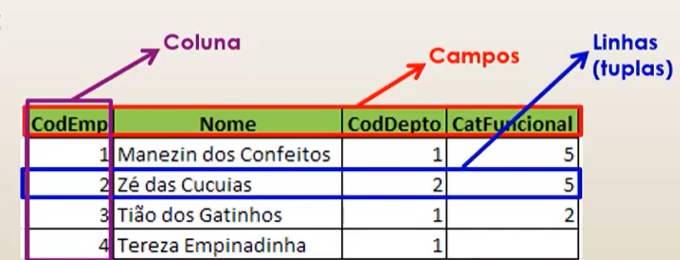 Coluna
Campos
Linhas
(tuplas)
CodEmp Nome CodDepto CatFuncional
1 Manezin dos Confeitos 1 5
2 Zé das Cucuias 2 5
3 Tião dos Gatinhos 1 2
4 Tereza Empinadinha 1